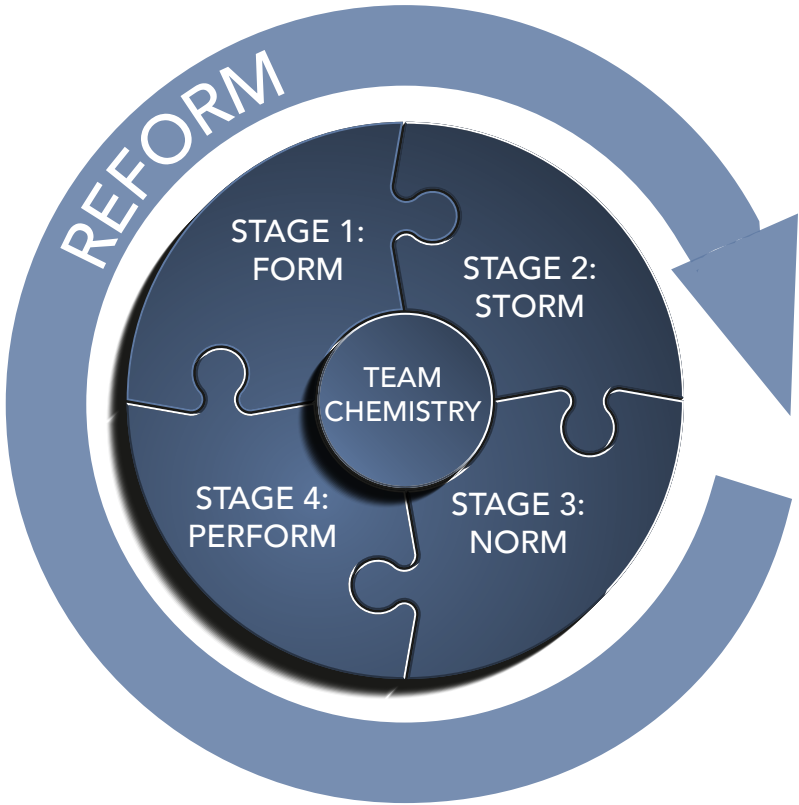 REFORM
STAGE 1:
FORM
STAGE 2:
STORM
TEAM
CHEMISTRY
STAGE 3:
NORM
STAGE 4:
PERFORM